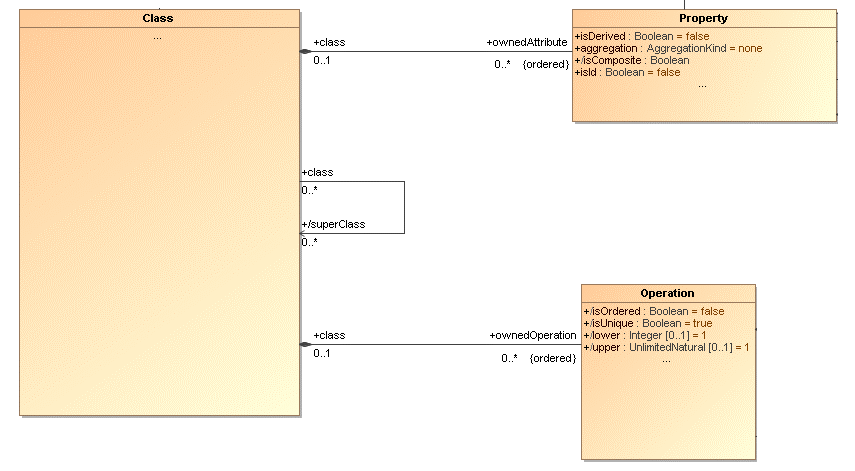 Class
...
+class
0..1
+ownedAttribute
0..* {ordered}
Property
+isDerived : Boolean = false
+aggregation : AggregationKind = none
+/isComposite : Boolean
+isId : Boolean = false
...
+class
0..*
+/superClass
0..*
+class
0..1
+ownedOperation
0..* {ordered}
Operation
+/isOrdered : Boolean = false
+/isUnique : Boolean = true
+/lower : Integer [0..1] = 1
+/upper : UnlimitedNatural [0..1] = 1
...